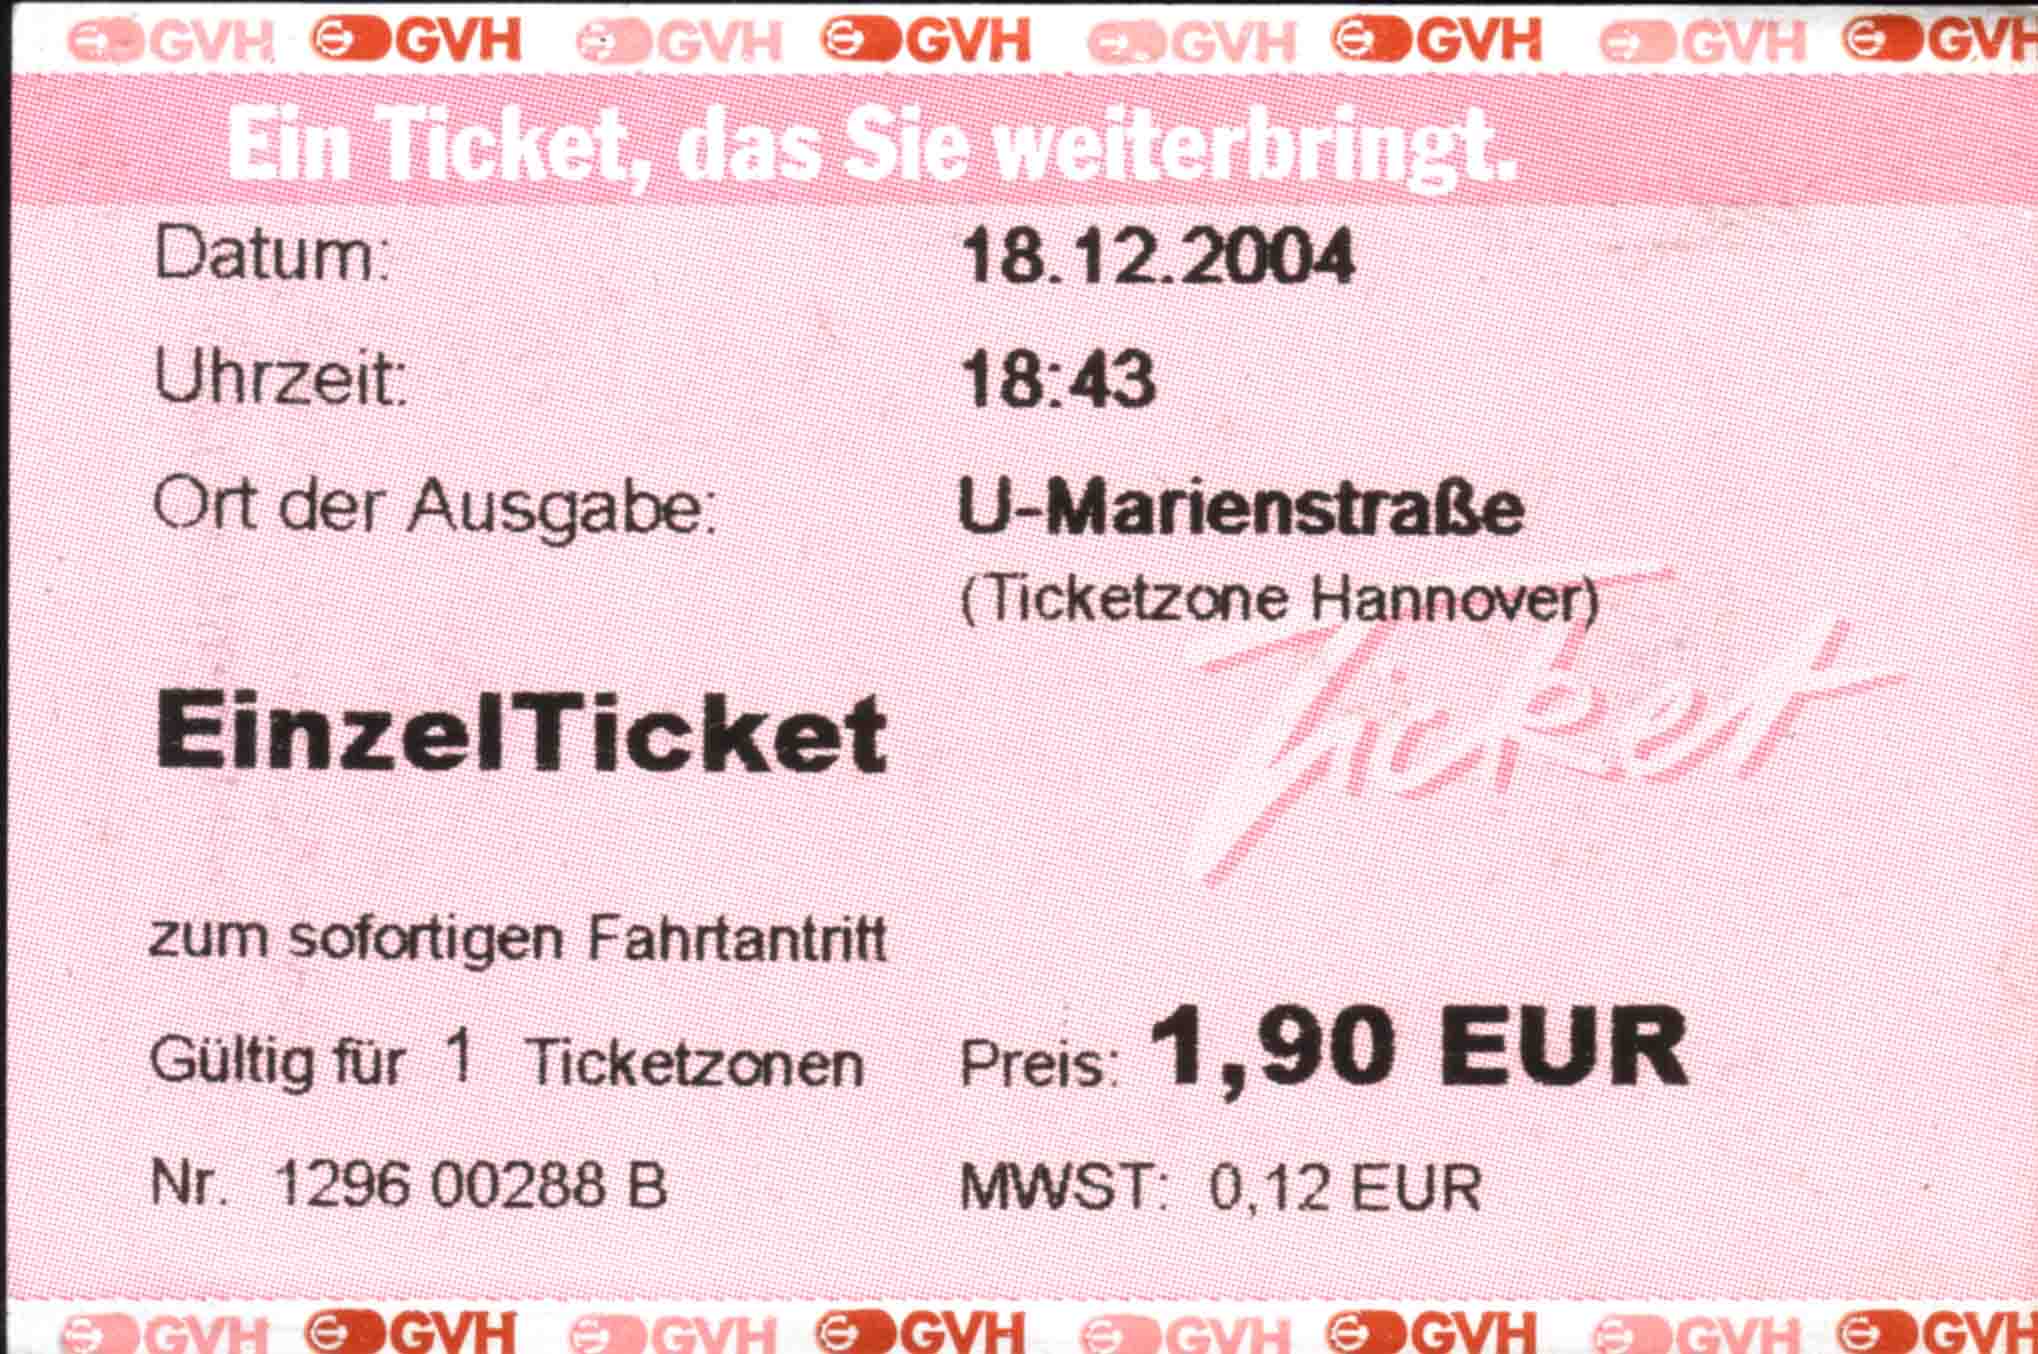 GVH GVH GVH GVH GVH GVH GVH GVH
Ein Ticket, das Sie weiterbringt.
Datum: 18.12.2004
Uhrzeit: 18:43
Ort der Ausgabe: U-Marienstraße
(Ticketzone Hannover)
Ticket
EinzelTicket
zum sofortigen Fahrtantritt
Gültig für 1 Ticketzonen Preis: 1,90 EUR
Nr. 1296 00288 B MWST: 0,12 EUR
GVH GVH GVH GVH GVH GVH GVH GVH